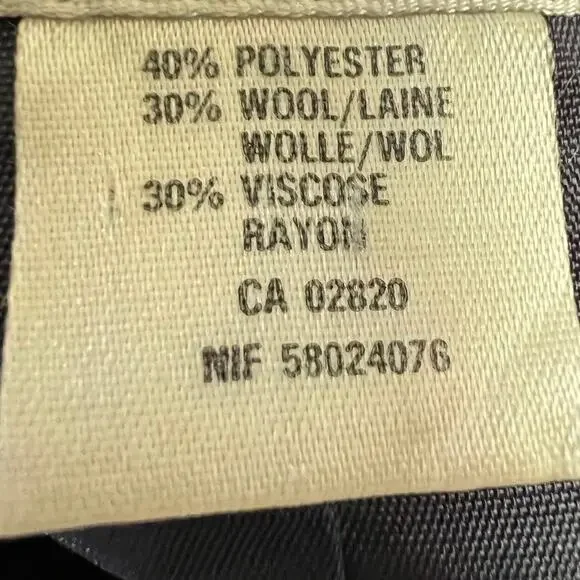 40% POLYESTER
30% WOOL/LAINE
WOLLE/WOL
30% VISCOSE
RAYON
CA 02820
NIF 58024076